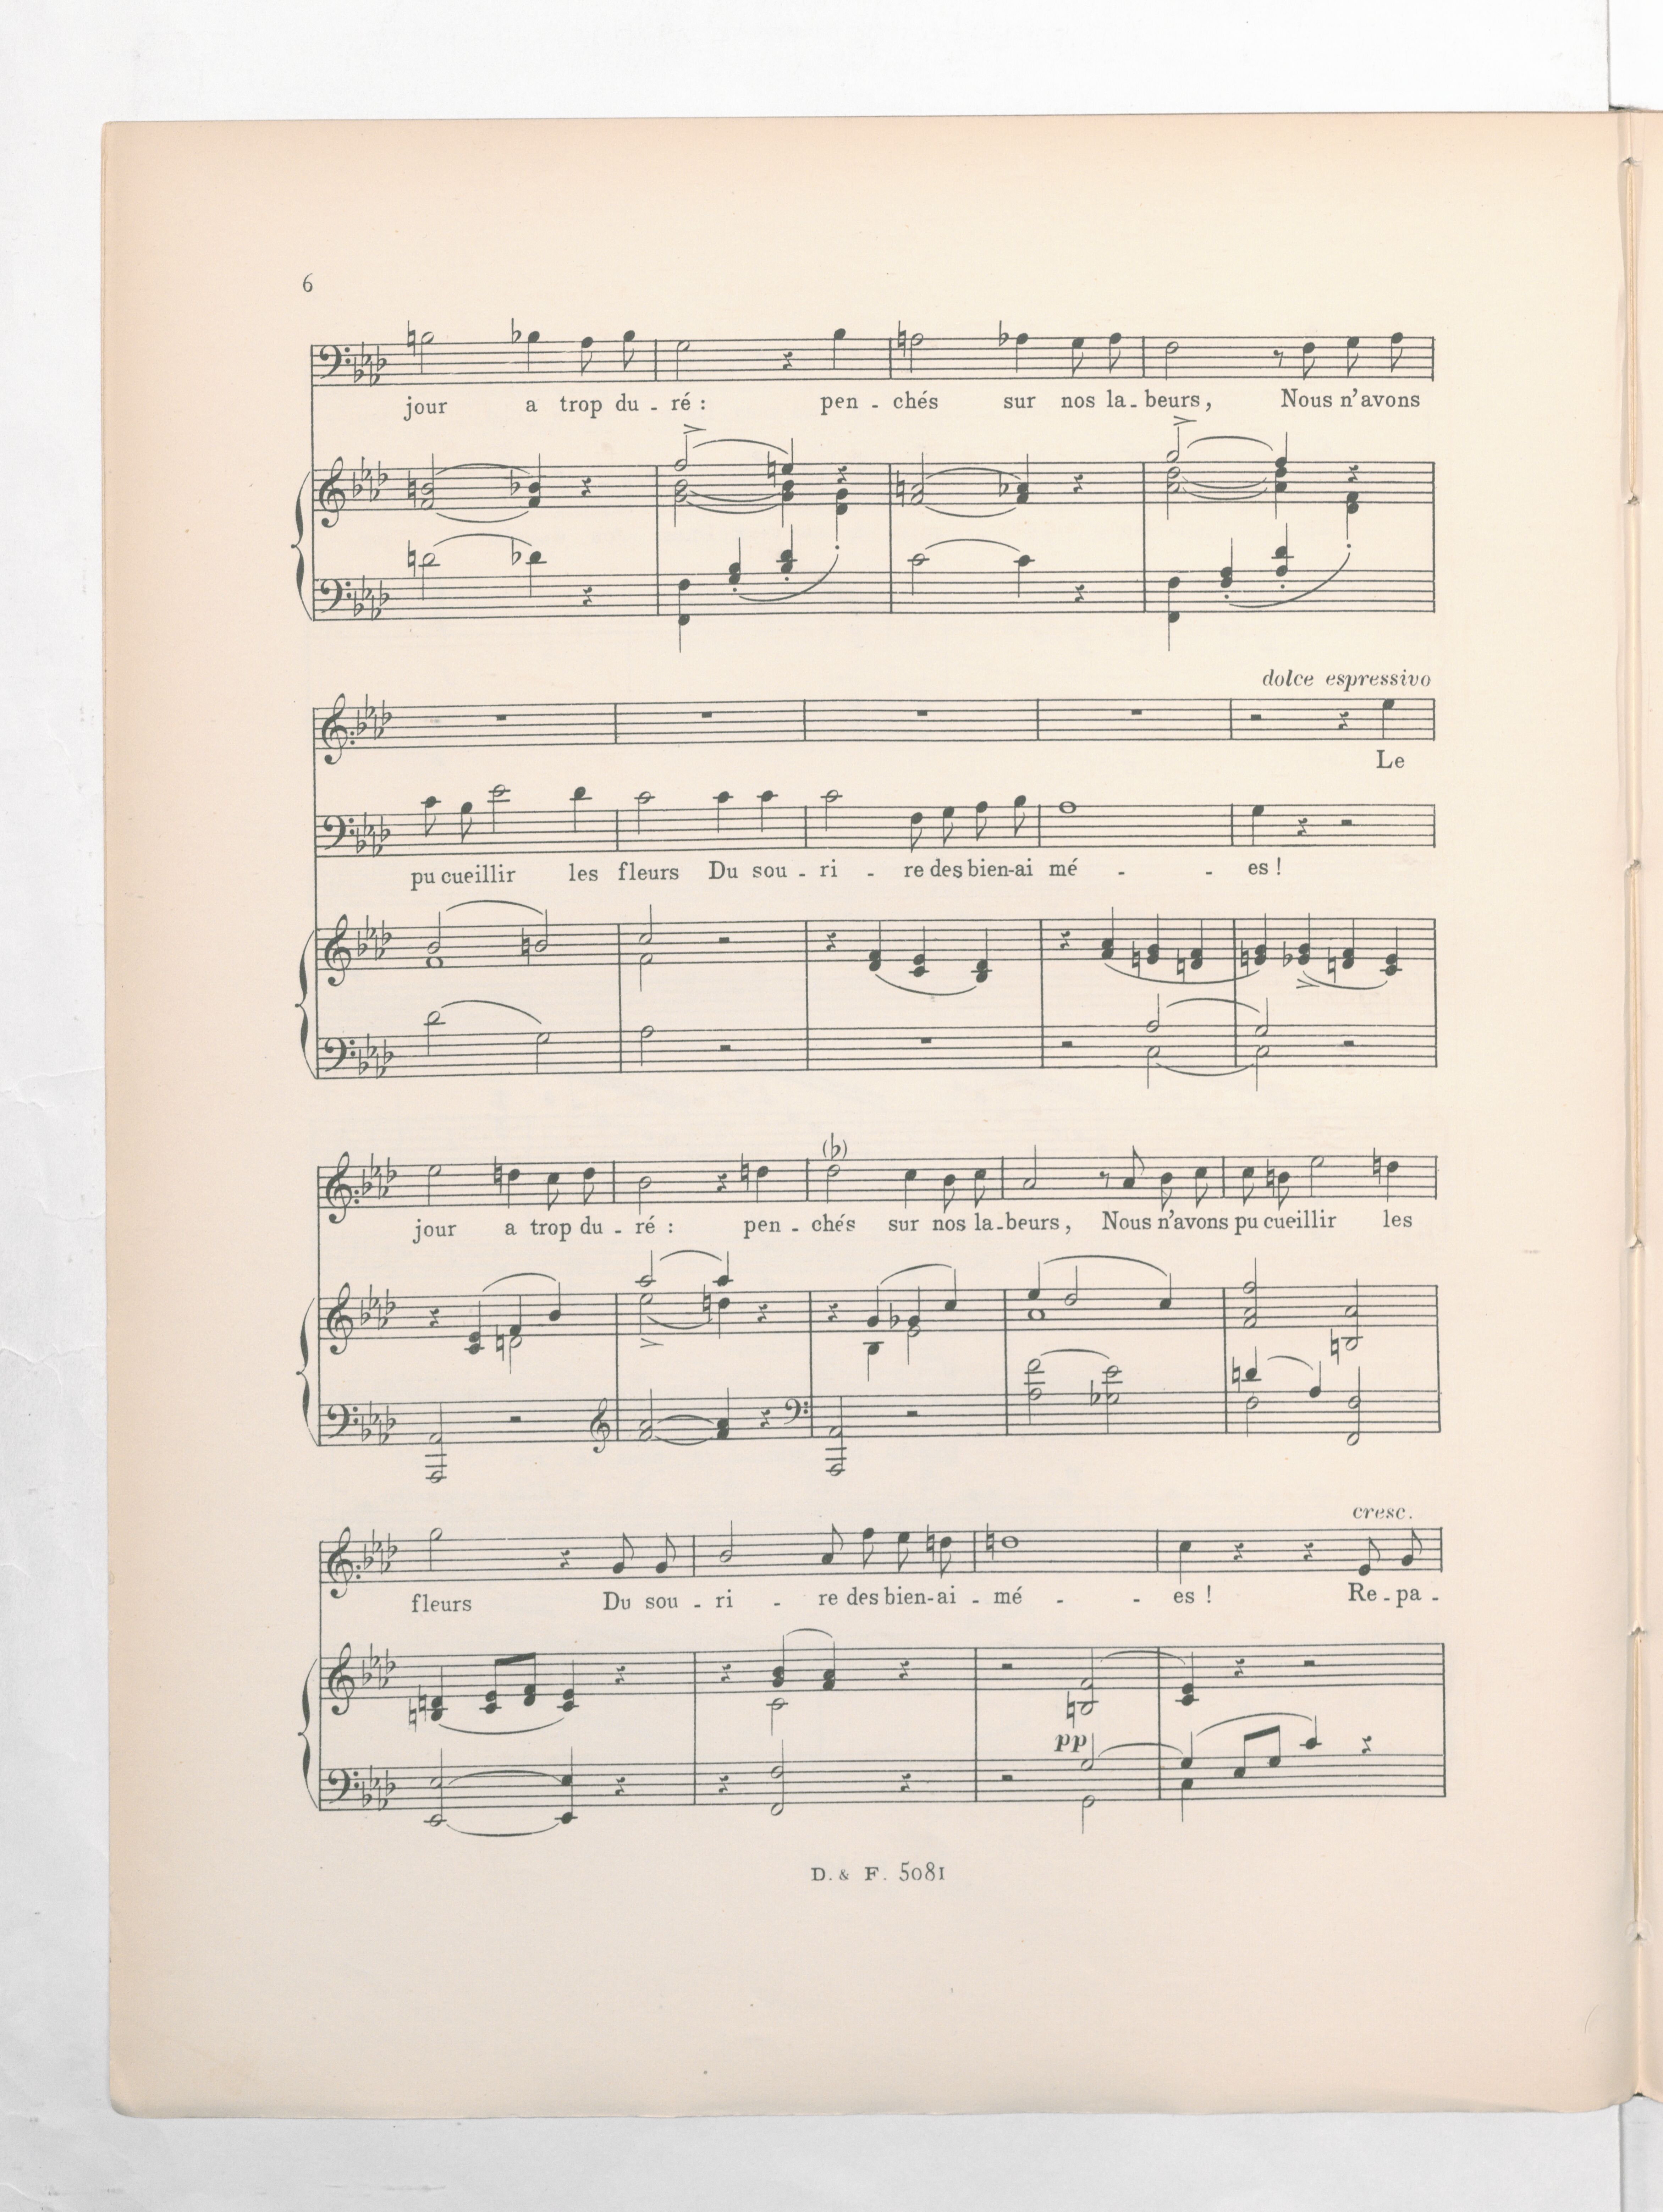 6
jour a trop du - ré : pen - chés sur nos la - beurs, Nous n'avons
dolce espressivo
Le
pu cueillir les fleurs Du sou - ri - re des bien-ai mé - - es !
(b)
jour a trop du - ré : pen - chés sur nos la - beurs, Nous n'avons pu cueillir les
cresc.
fleurs Du sou - ri - re des bien-ai - mé - - es ! Re - pa -
pp
D. & F. 5081